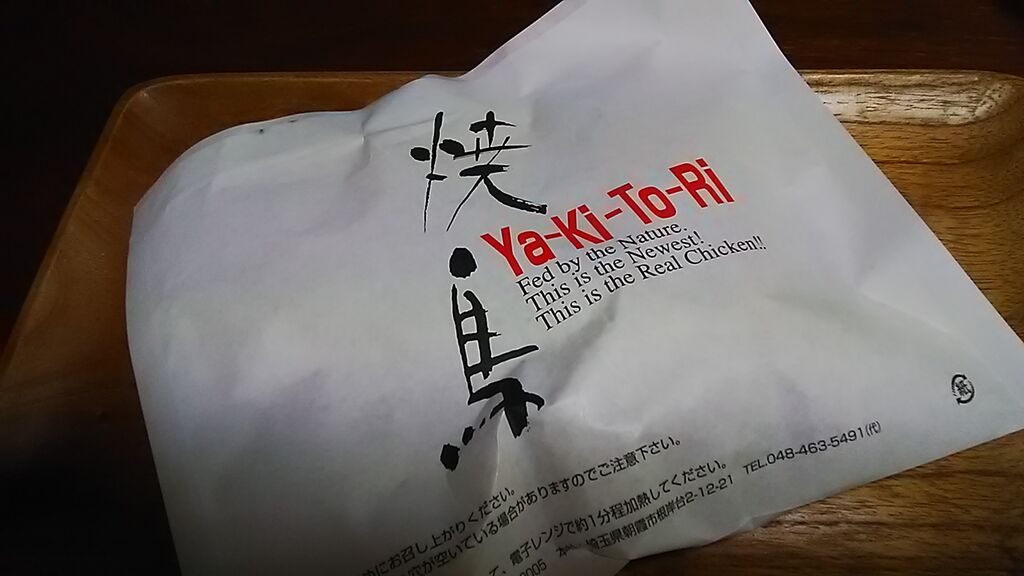 焼鳥
Ya-Ki-To-Ri
Fed by the Nature.
This is the Newest!
This is the Real Chicken!!
にお召し上がりください。
穴が空いている場合がありますのでご注意下さい。
電子レンジで約1分程加熱してください。
0005
埼玉県朝霞市根岸台2-12-21 TEL.048-463-5491(代)